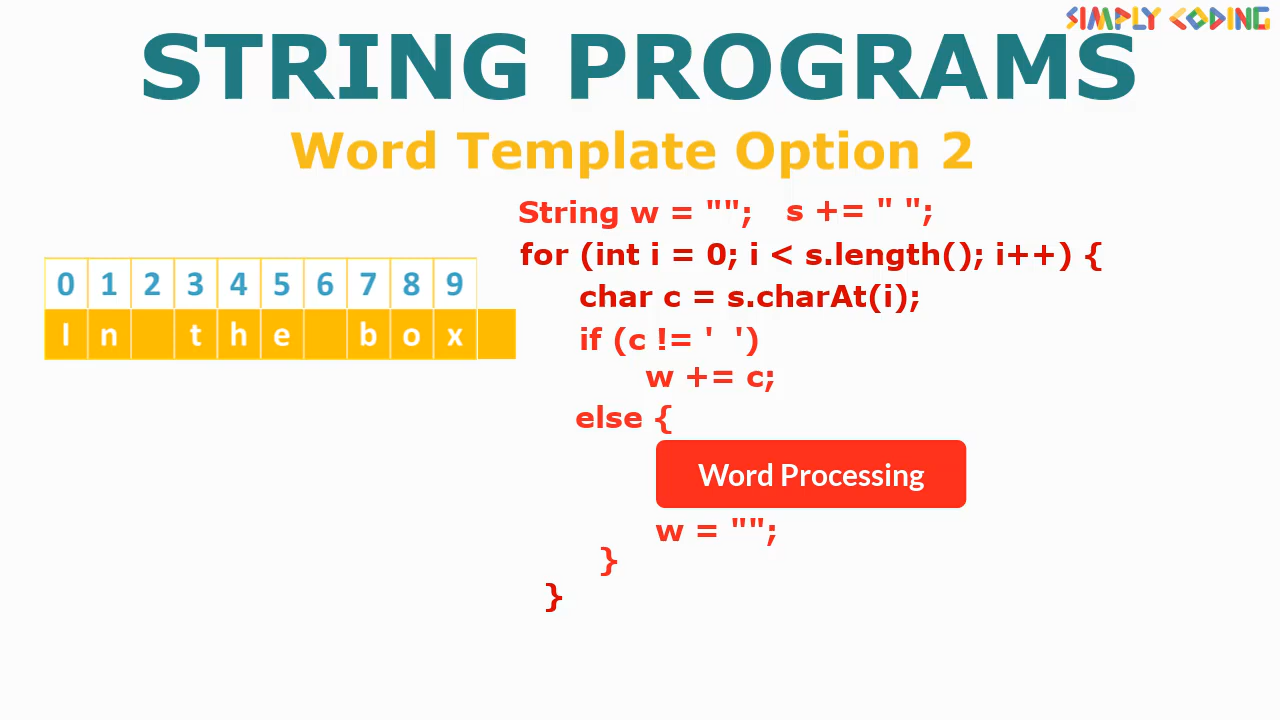 SIMPLY CODING
STRING PROGRAMS
Word Template Option 2
String w = ""; s += " ";
for (int i = 0; i < s.length(); i++) {
char c = s.charAt(i);
if (c != '  ')
w += c;
else {
Word Processing
w = "";
}
}
0 1 2 3 4 5 6 7 8 9
I n t h e b o x